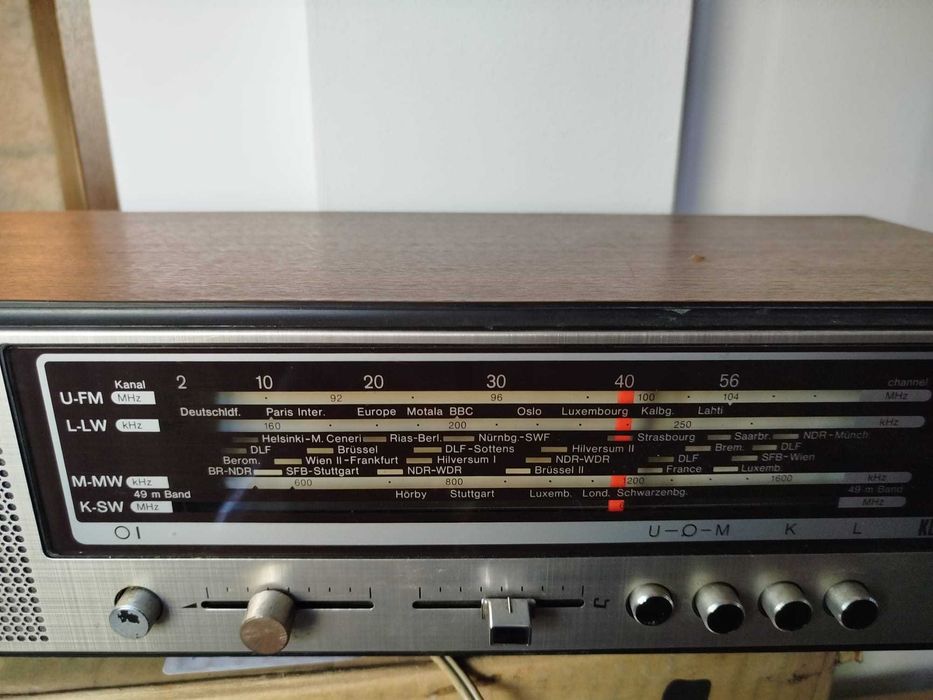 Kanal 2 10 20 30 40 56 channel
U-FM MHz 92 96 100 104 MHz
Deutschldf. Paris Inter. Europe Motala BBC Oslo Luxembourg Kalbg. Lahti
L-LW kHz 160 200 250 kHz
Helsinki-M. Ceneri Rias-Berl. Nürnbg.-SWF Strasbourg Saarbr. NDR-Münch
DLF Brüssel DLF-Sottens Hilversum II Brem. DLF
Berom. Wien II-Frankfurt Hilversum I NDR-WDR DLF SFB-Wien
BR-NDR SFB-Stuttgart NDR-WDR Brüssel II France Luxemb.
M-MW kHz 600 800 1200 1600 kHz
49 m Band Hörby Stuttgart Luxemb. Lond. Schwarzenbg. 49 m Band
K-SW MHz MHz
O I U-O-M K L